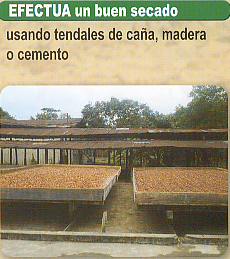 EFECTUA un buen secado
usando tendales de caña, madera
o cemento